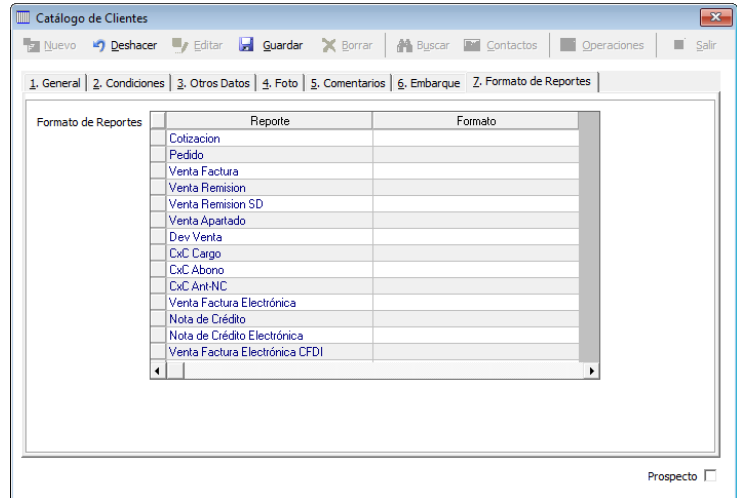 Catálogo de Clientes
Nuevo Deshacer Editar Guardar Borrar Buscar Contactos Operaciones Salir
1. General 2. Condiciones 3. Otros Datos 4. Foto 5. Comentarios 6. Embarque 7. Formato de Reportes
Formato de Reportes Reporte Formato
Cotizacion
Pedido
Venta Factura
Venta Remision
Venta Remision SD
Venta Apartado
Dev Venta
CxC Cargo
CxC Abono
CxC Ant-NC
Venta Factura Electrónica
Nota de Crédito
Nota de Crédito Electrónica
Venta Factura Electrónica CFDI
Prospecto